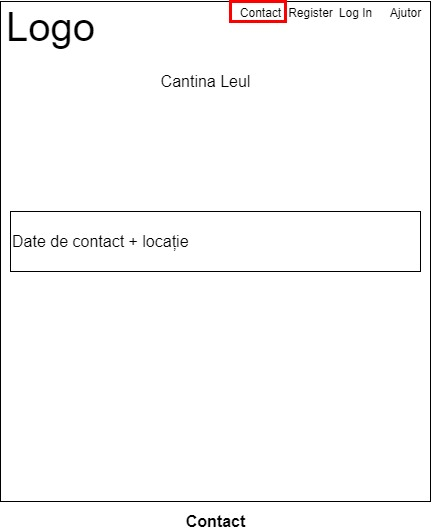 Logo
Contact Register Log In Ajutor
Cantina Leul
Date de contact + locație
Contact